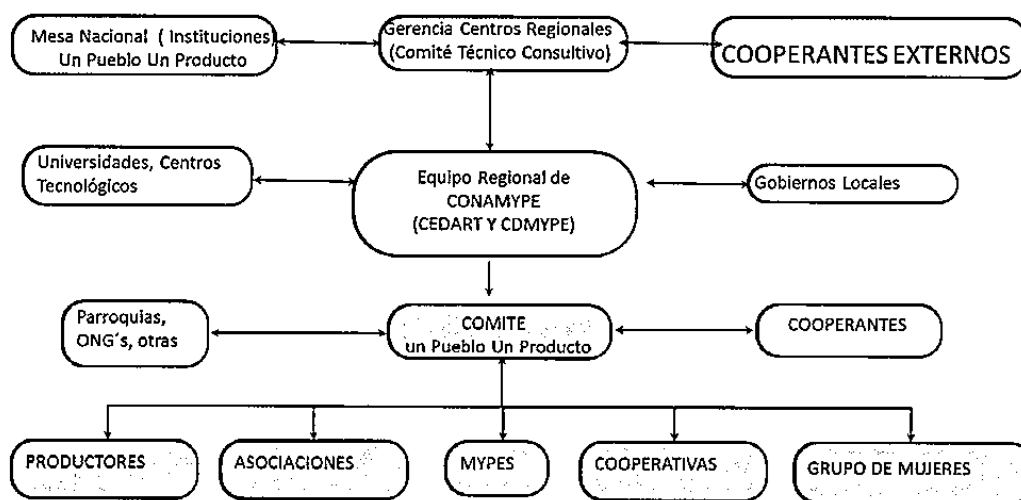 Mesa Nacional ( Instituciones
Un Pueblo Un Producto
Gerencia Centros Regionales
(Comité Técnico Consultivo)
COOPERANTES EXTERNOS
Universidades, Centros
Tecnológicos
Equipo Regional de
CONAMYPE
(CEDART Y CDMYPE)
Gobiernos Locales
Parroquias,
ONG´s, otras
COMITE
un Pueblo Un Producto
COOPERANTES
PRODUCTORES
ASOCIACIONES
MYPES
COOPERATIVAS
GRUPO DE MUJERES